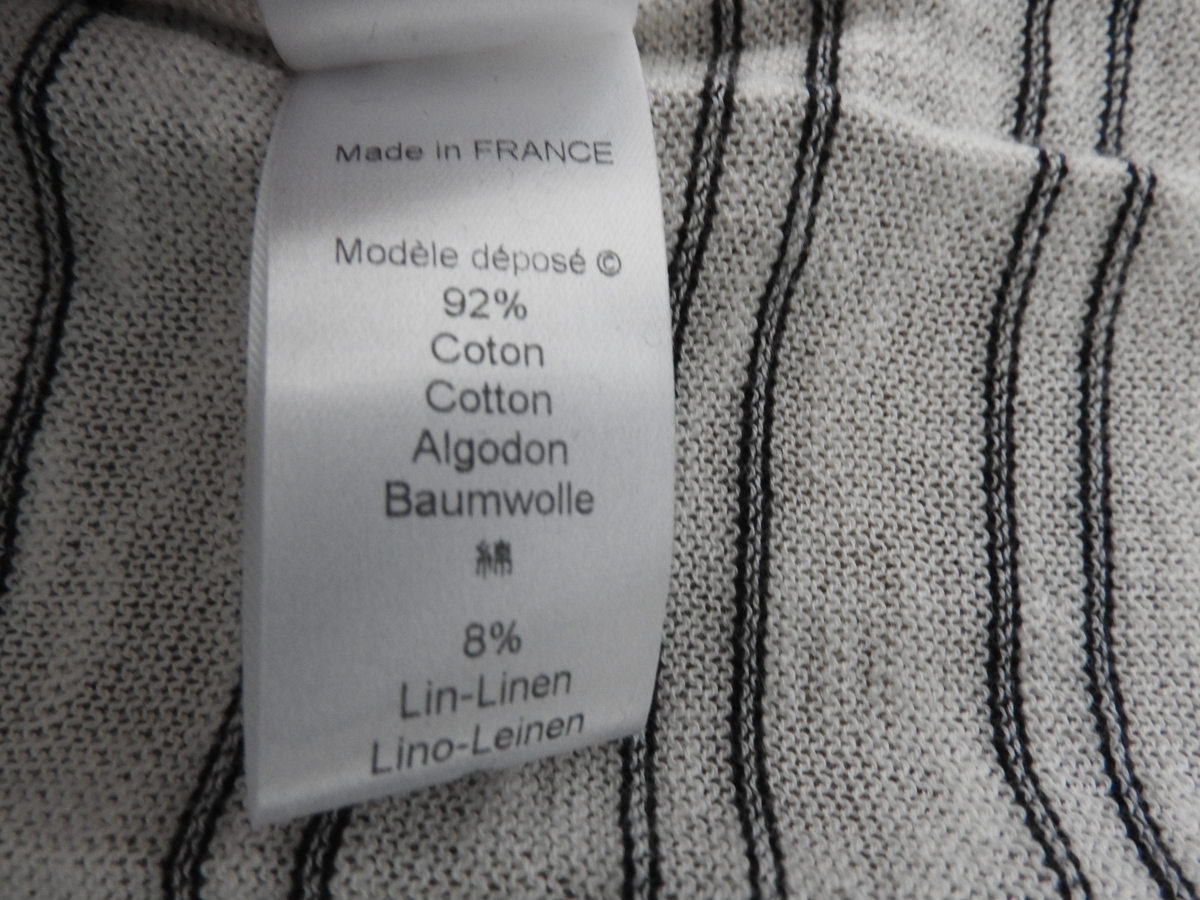 Made in FRANCE
Modèle déposé ©
92%
Coton
Cotton
Algodon
Baumwolle
綿
8%
Lin-Linen
Lino-Leinen